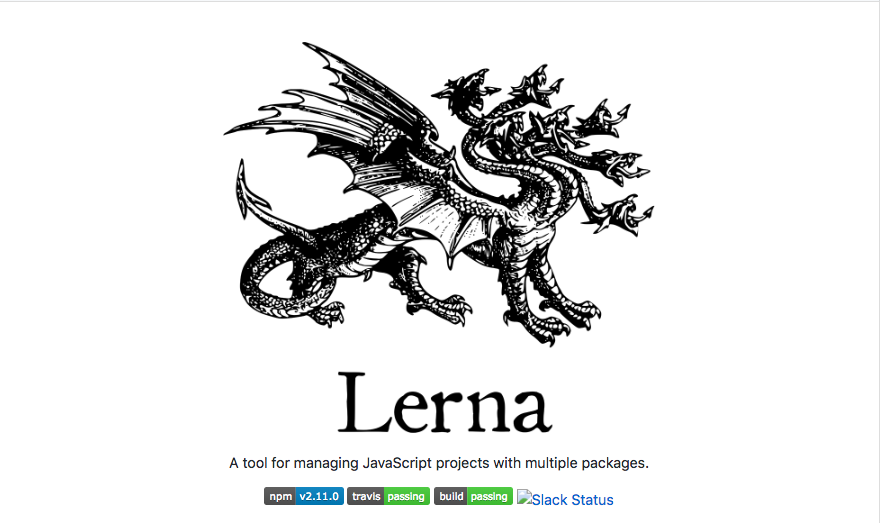 Lerna
A tool for managing JavaScript projects with multiple packages.
npm v2.11.0 travis passing build passing Slack Status